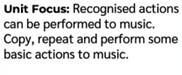 Unit Focus: Recognised actions
can be performed to music.
Copy, repeat and perform some
basic actions to music.